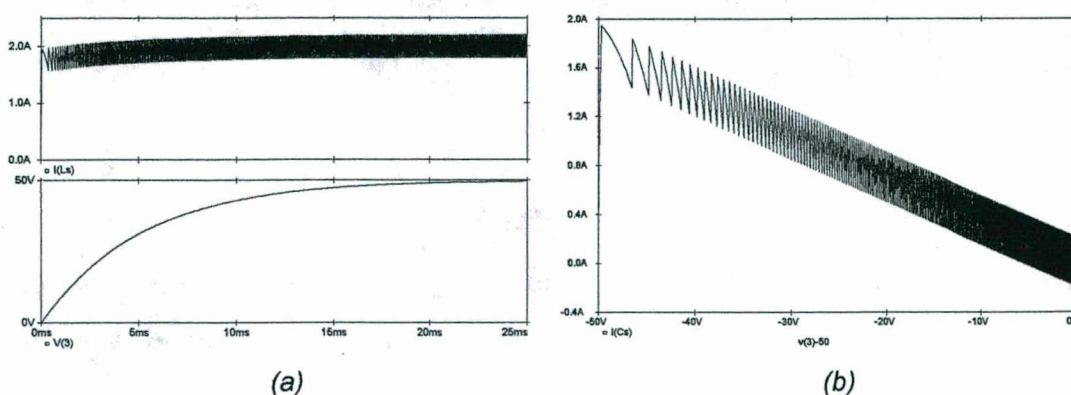 2.0A
1.0A
0.0A
▫ I(Ls)
50V
0V
0ms 5ms 10ms 15ms 20ms 25ms
▫ V(3)
(a)
2.0A
1.6A
1.2A
0.8A
0.4A
0.0A
-0.4A
-50V -40V -30V -20V -10V 0
▫ I(Cs)
v(3)-50
(b)